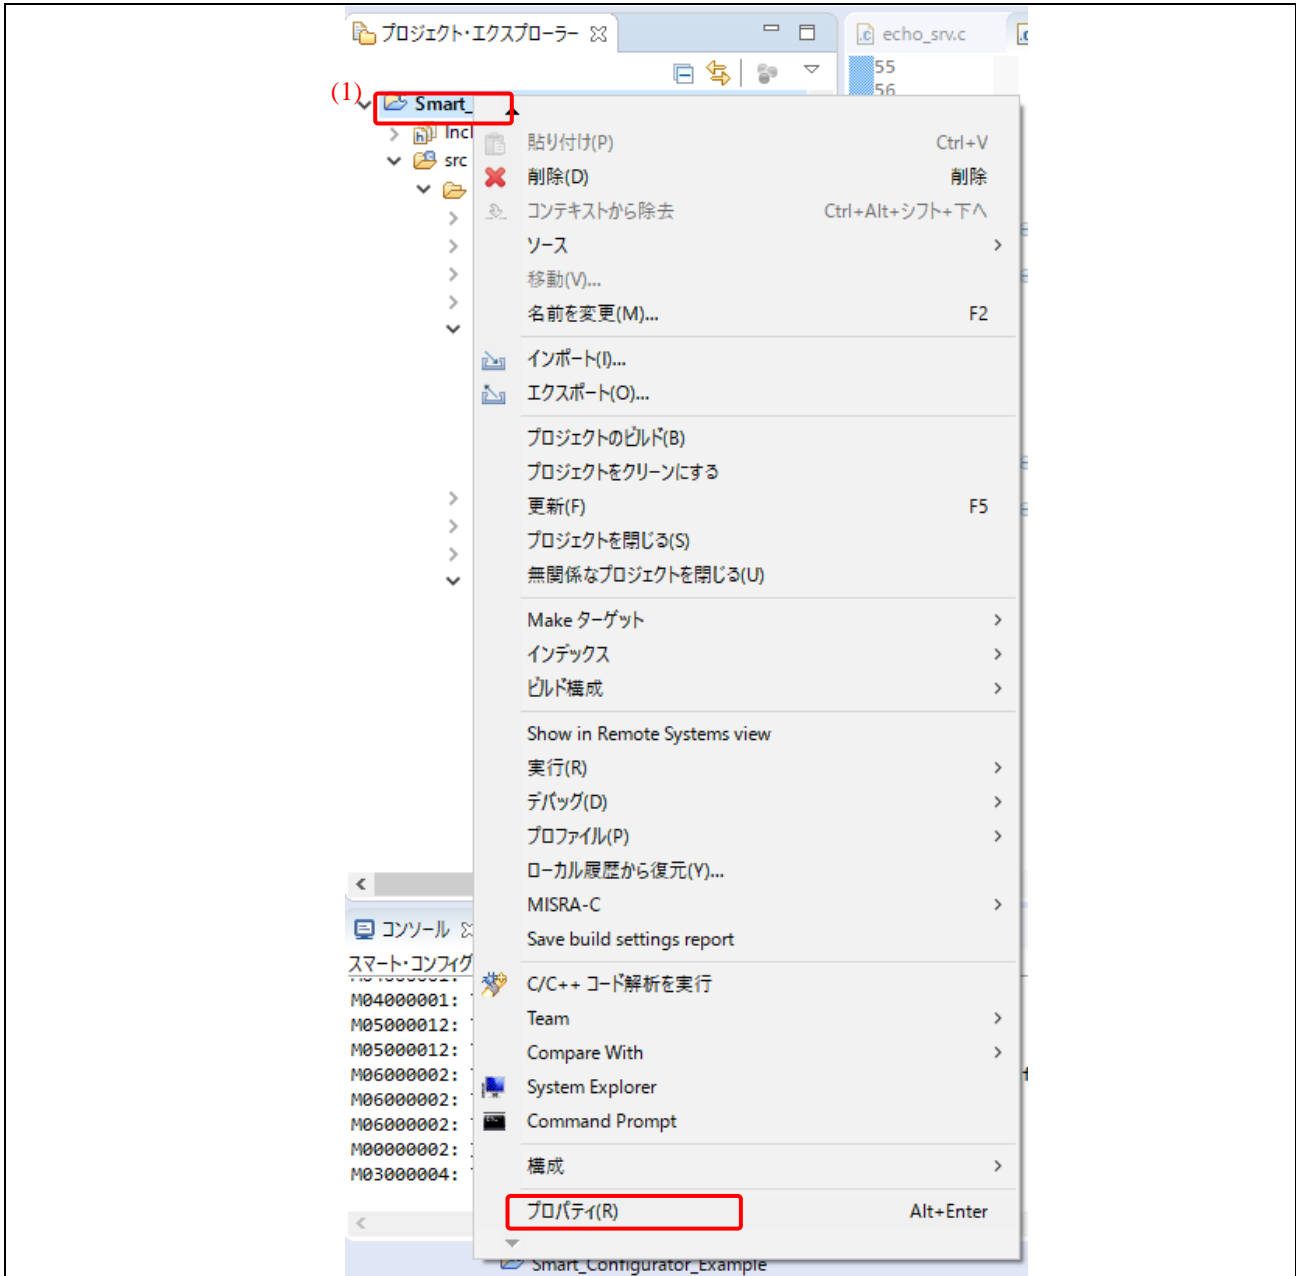 プロジェクト・エクスプローラー
echo_srv.c
.c
55
56
(1)
Smart_
Incl
src
貼り付け(P) Ctrl+V
削除(D) 削除
コンテキストから除去 Ctrl+Alt+シフト+下へ
ソース
移動(V)...
名前を変更(M)... F2
インポート(I)...
エクスポート(O)...
プロジェクトのビルド(B)
プロジェクトをクリーンにする
更新(F) F5
プロジェクトを閉じる(S)
無関係なプロジェクトを閉じる(U)
Make ターゲット
インデックス
ビルド構成
Show in Remote Systems view
実行(R)
デバッグ(D)
プロファイル(P)
ローカル履歴から復元(Y)...
MISRA-C
Save build settings report
C/C++ コード解析を実行
Team
Compare With
System Explorer
Command Prompt
構成
プロパティ(R) Alt+Enter
コンソール
スマート・コンフィグ
M04000001:
M05000012:
M05000012:
M06000002:
M06000002:
M06000002:
M00000002:
M03000004:
Smart_Configurator_Example